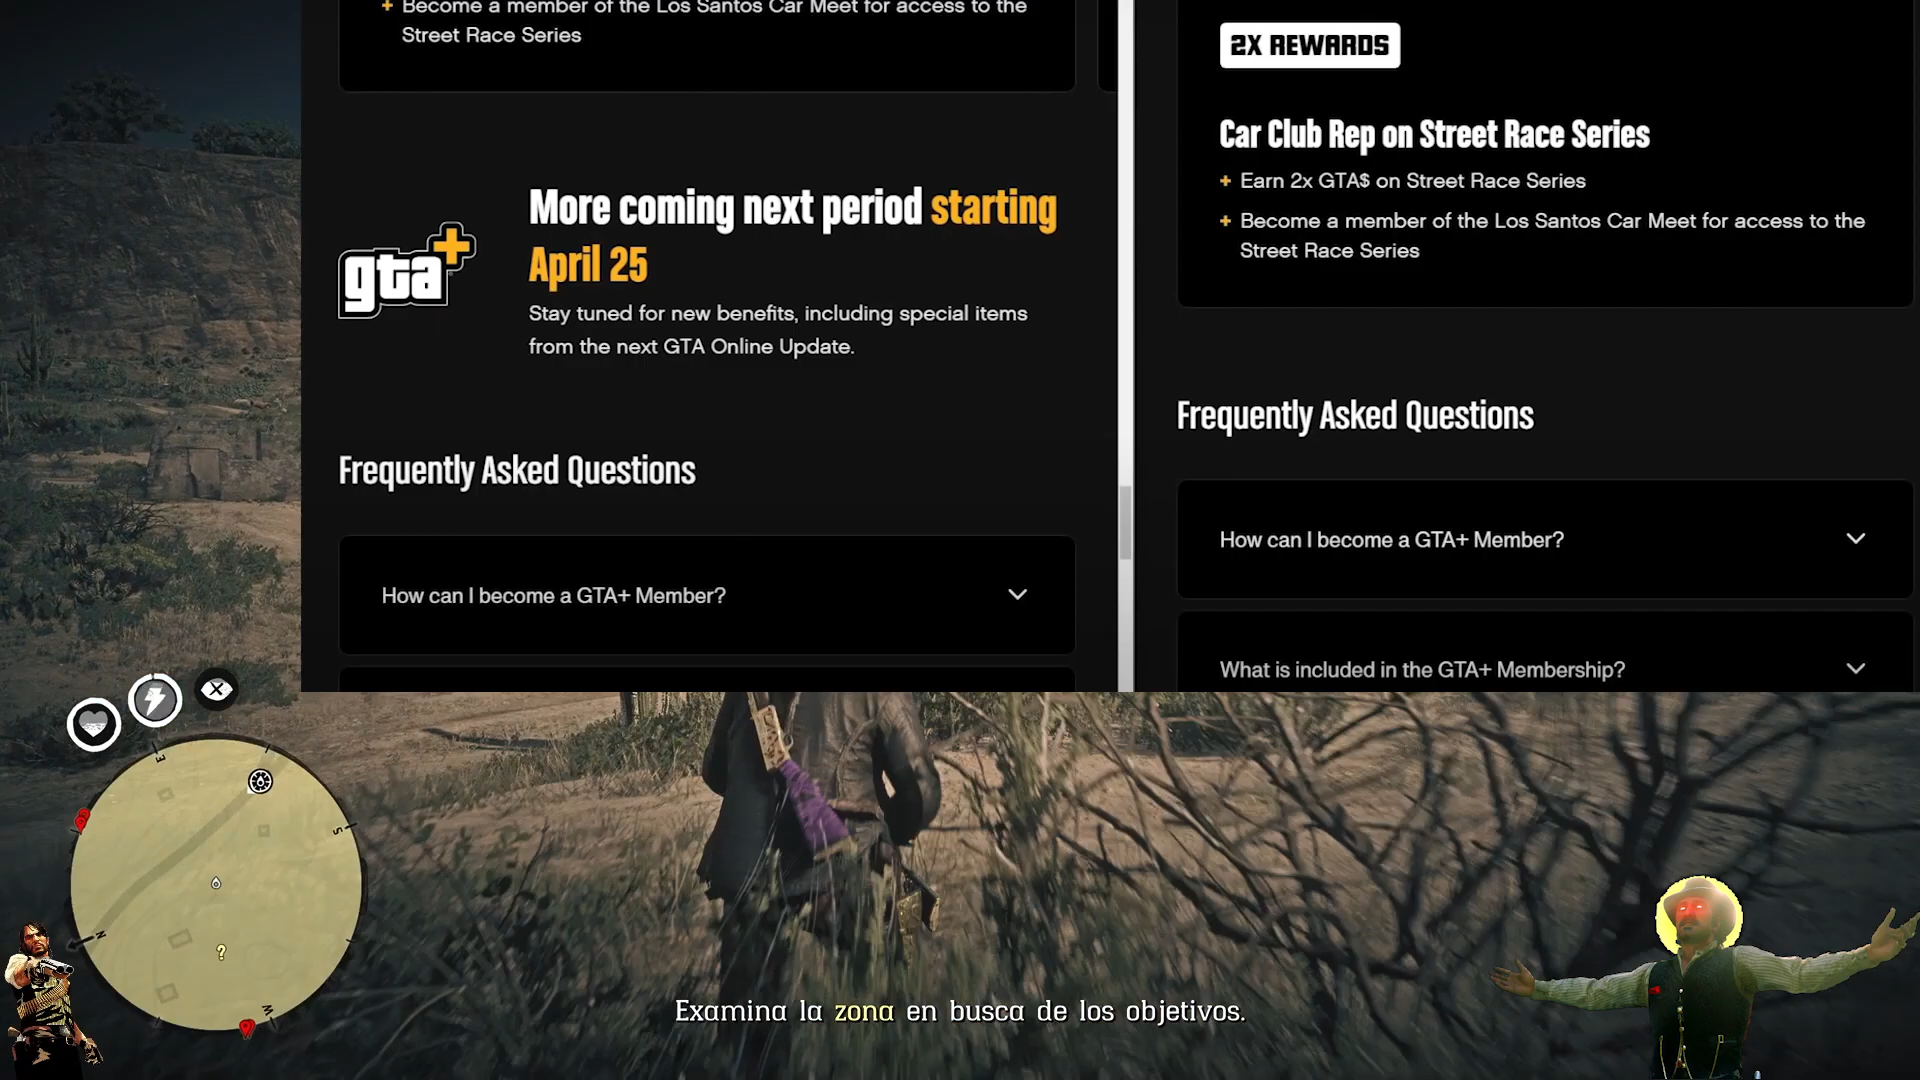 + Become a member of the Los Santos Car Meet for access to the
Street Race Series
gta+
More coming next period starting
April 25
Stay tuned for new benefits, including special items
from the next GTA Online Update.
Frequently Asked Questions
How can I become a GTA+ Member?
2X REWARDS
Car Club Rep on Street Race Series
+ Earn 2x GTA$ on Street Race Series
+ Become a member of the Los Santos Car Meet for access to the
Street Race Series
Frequently Asked Questions
How can I become a GTA+ Member?
What is included in the GTA+ Membership?
E
S
N
?
W
Examina la zona en busca de los objetivos.